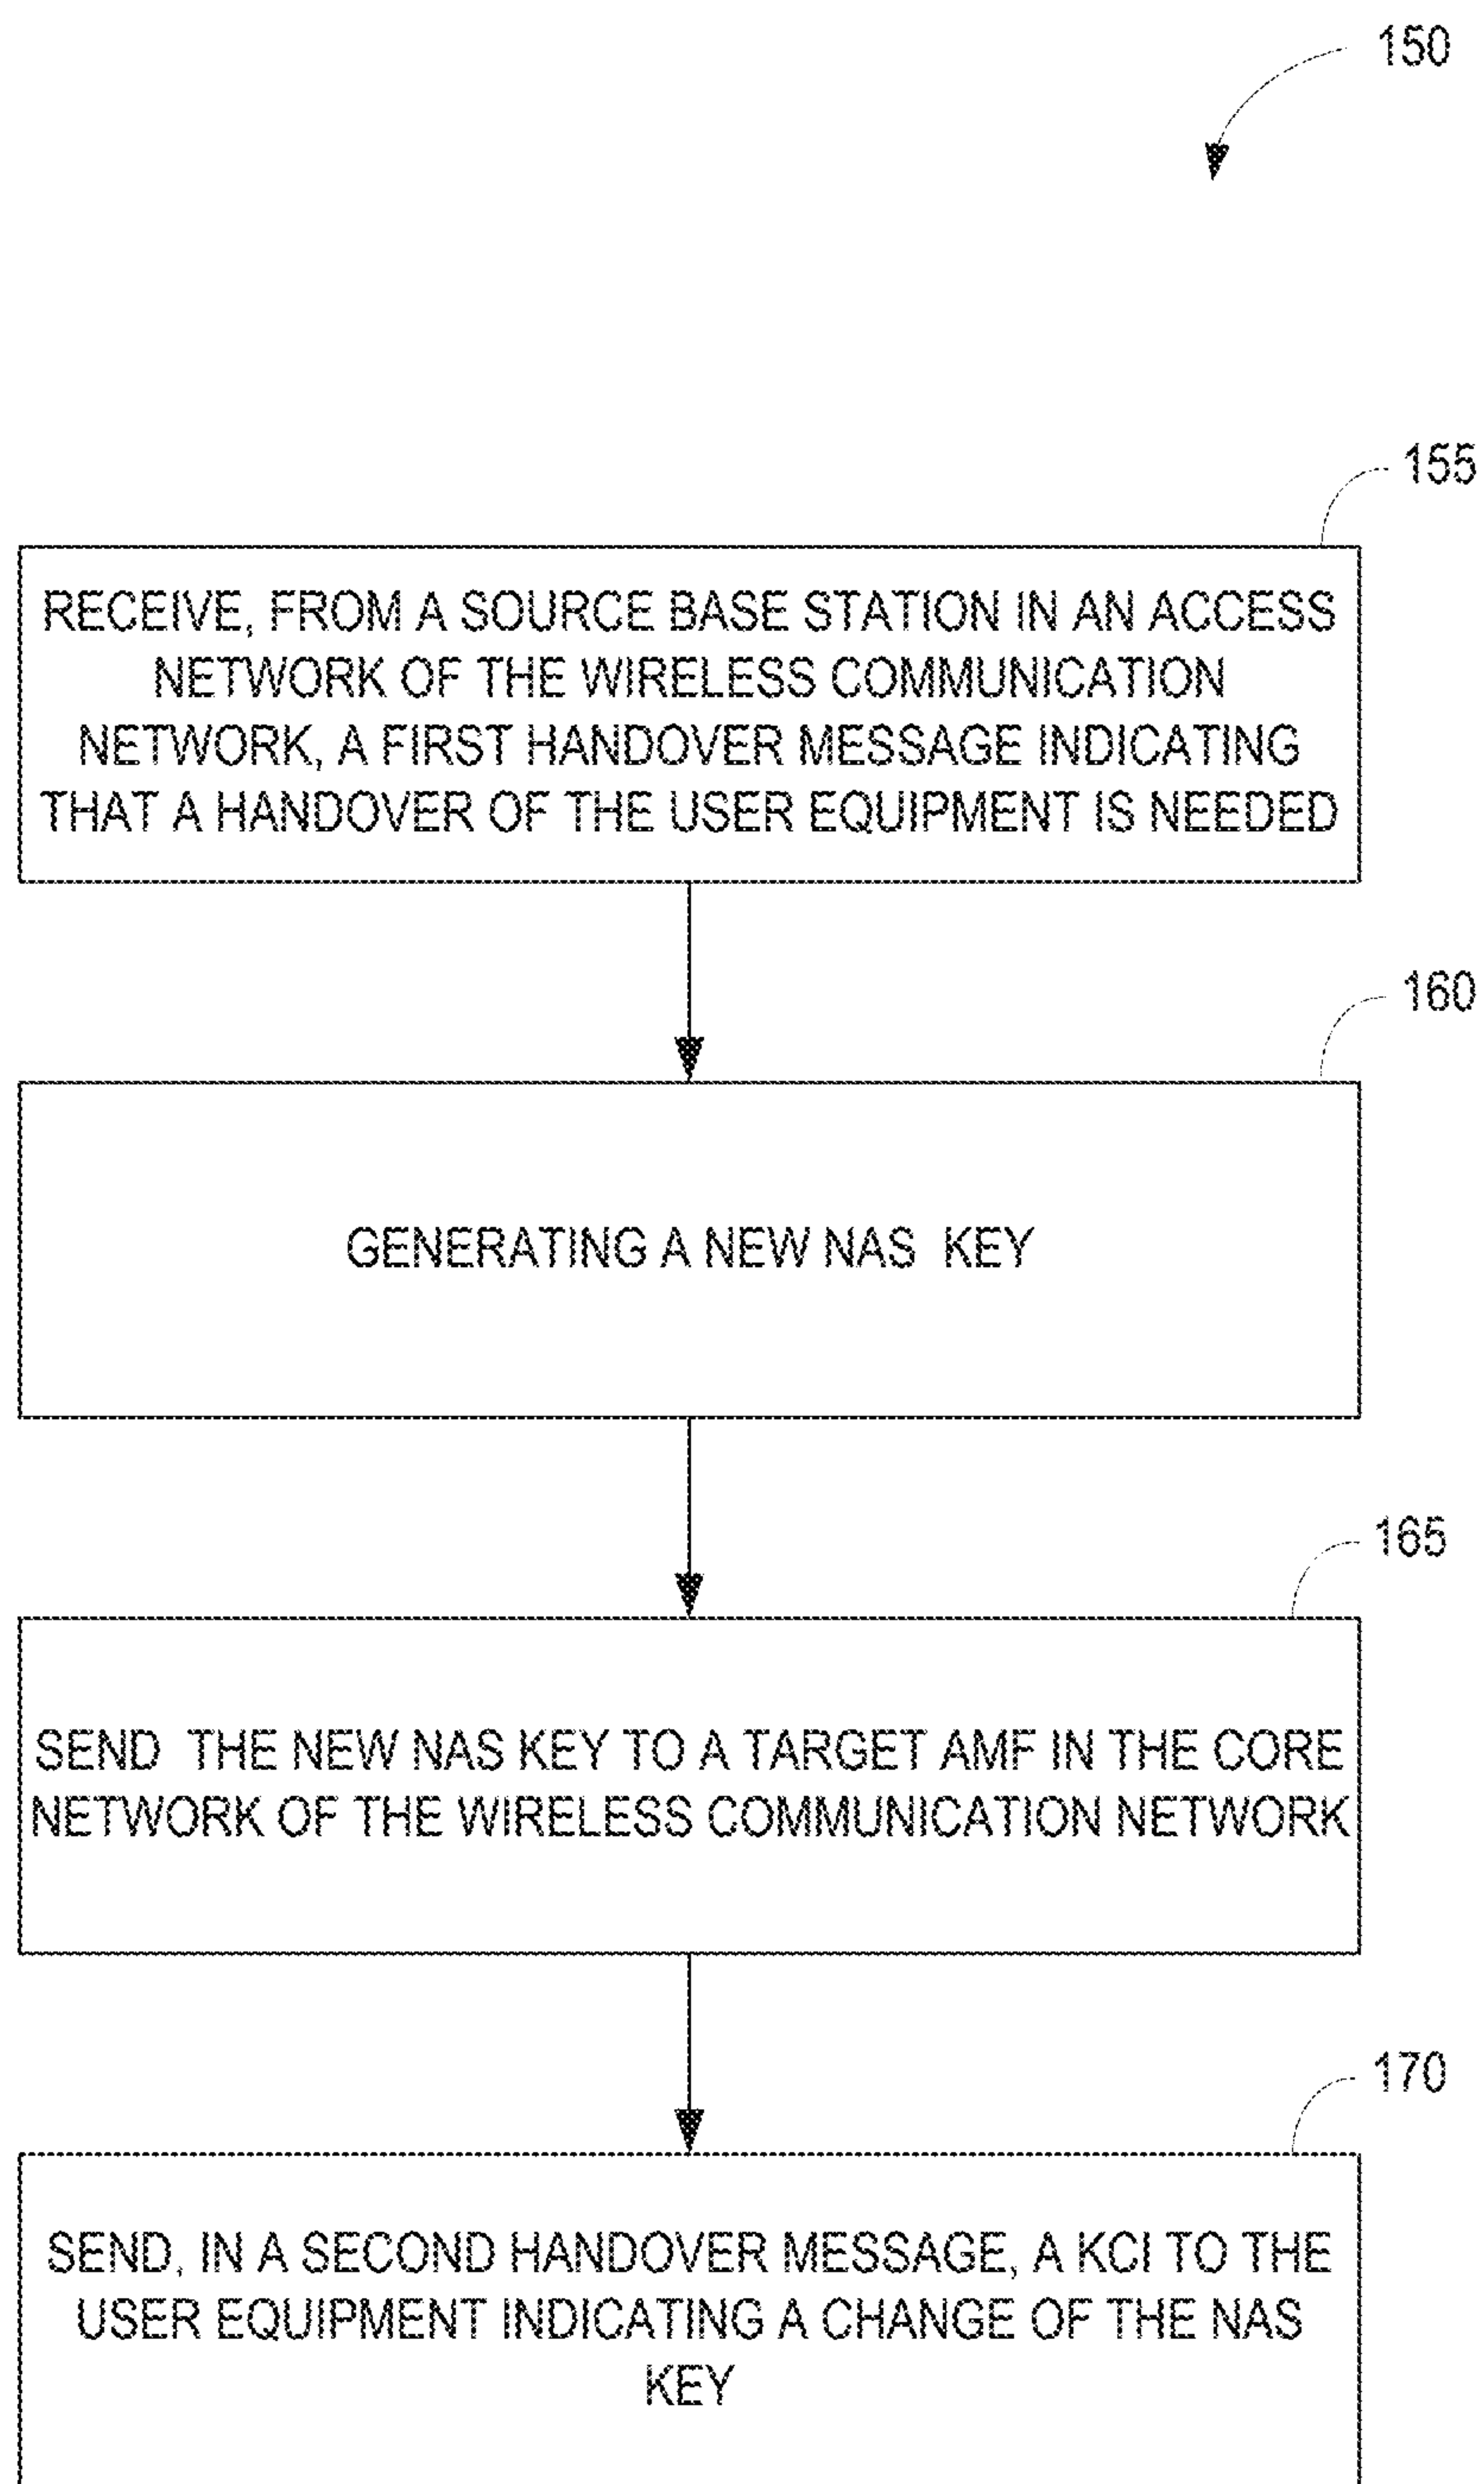 150
155
RECEIVE, FROM A SOURCE BASE STATION IN AN ACCESS
NETWORK OF THE WIRELESS COMMUNICATION
NETWORK, A FIRST HANDOVER MESSAGE INDICATING
THAT A HANDOVER OF THE USER EQUIPMENT IS NEEDED
160
GENERATING A NEW NAS KEY
165
SEND THE NEW NAS KEY TO A TARGET AMF IN THE CORE
NETWORK OF THE WIRELESS COMMUNICATION NETWORK
170
SEND, IN A SECOND HANDOVER MESSAGE, A KCI TO THE
USER EQUIPMENT INDICATING A CHANGE OF THE NAS
KEY